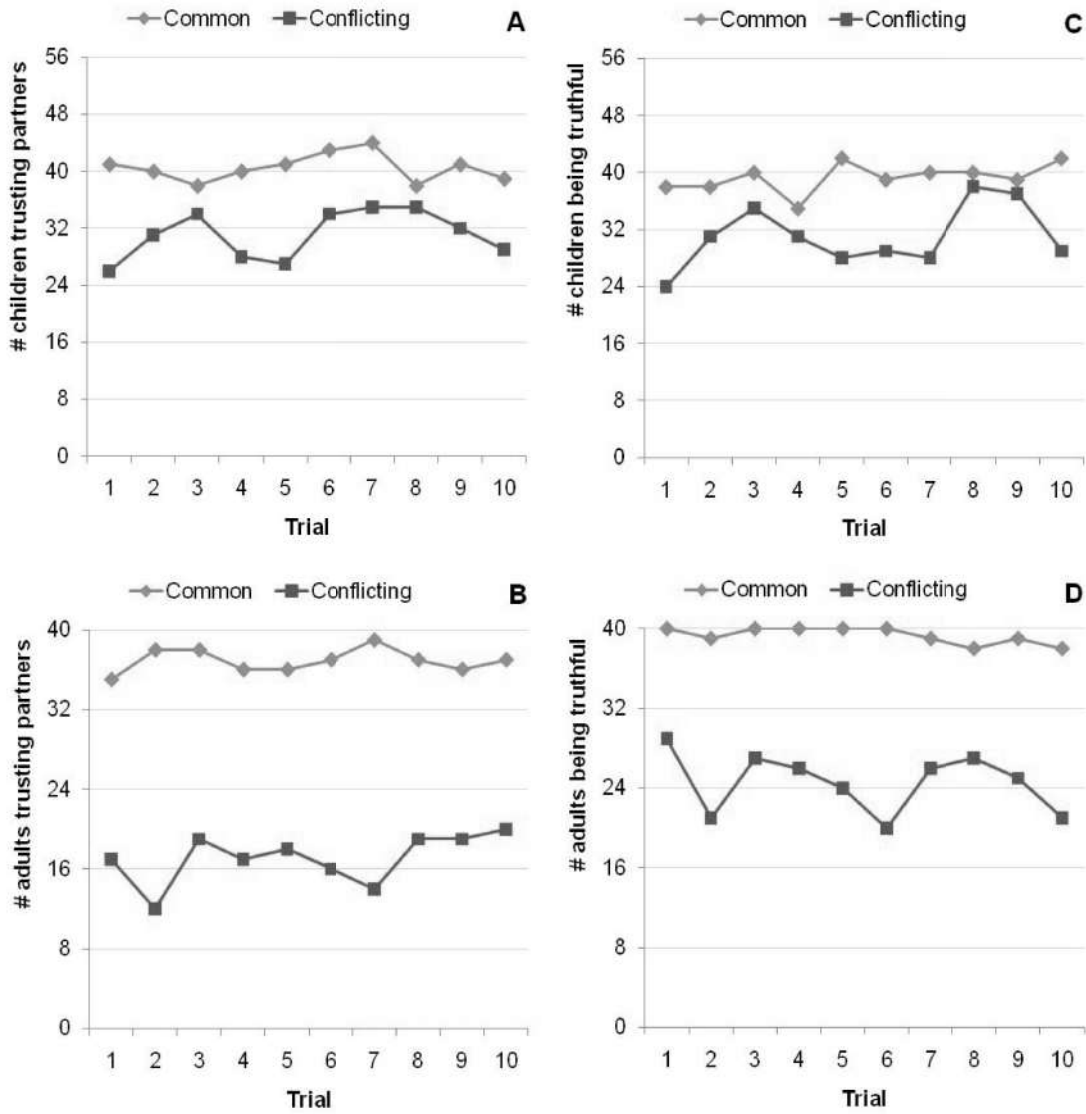 Common Conflicting A
# children trusting partners
56
48
40
32
24
16
8
0
1 2 3 4 5 6 7 8 9 10
Trial
Common Conflicting C
# children being truthful
56
48
40
32
24
16
8
0
1 2 3 4 5 6 7 8 9 10
Trial
Common Conflicting B
# adults trusting partners
40
32
24
16
8
0
1 2 3 4 5 6 7 8 9 10
Trial
Common Conflicting D
# adults being truthful
40
32
24
16
8
0
1 2 3 4 5 6 7 8 9 10
Trial